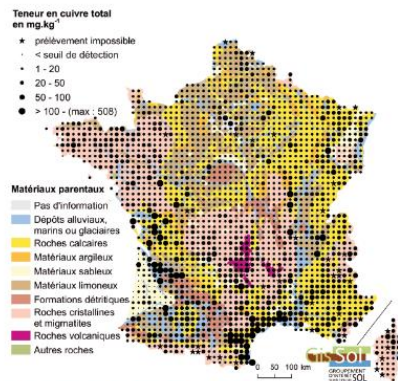 Teneur en cuivre total
en mg.kg⁻¹
prélèvement impossible
< seuil de détection
1 - 20
20 - 50
50 - 100
> 100 - (max : 508)
Matériaux parentaux
Pas d'information
Dépôts alluviaux,
marins ou glaciaires
Roches calcaires
Matériaux argileux
Matériaux sableux
Matériaux limoneux
Formations détritiques
Roches cristallines
et migmatites
Roches volcaniques
Autres roches
0 50 100 km
GisSol
GROUPEMENT
D'INTÉRÊT
SOL